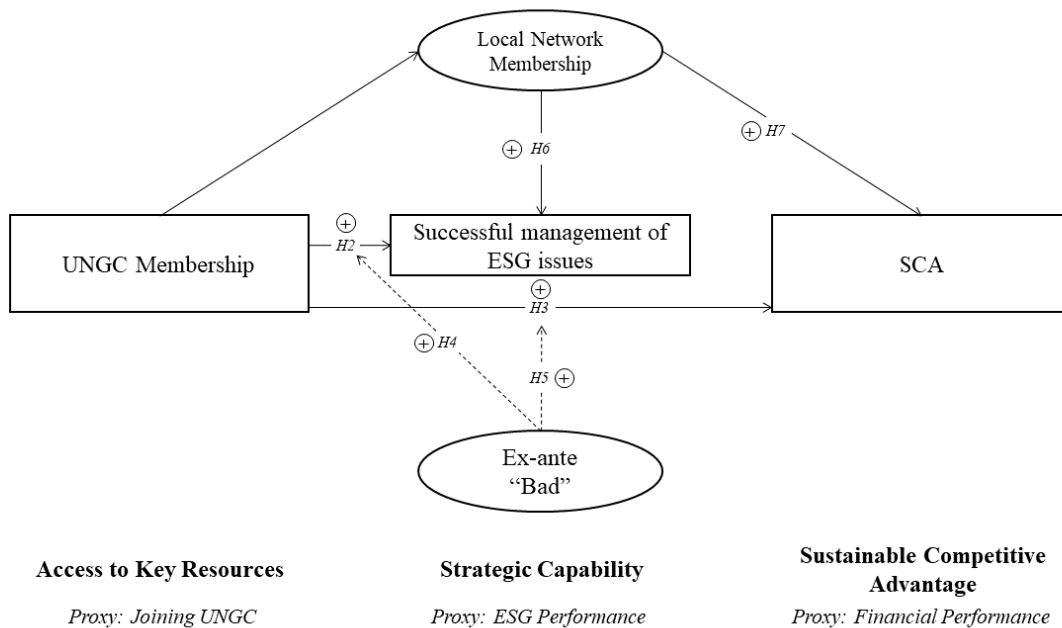 Local Network
Membership
+ H7
+ H6
+
H2
UNGC Membership
Successful management of
ESG issues
SCA
+
H3
+ H4
H5 +
Ex-ante
“Bad”
Access to Key Resources
Strategic Capability
Sustainable Competitive
Advantage
Proxy: Joining UNGC
Proxy: ESG Performance
Proxy: Financial Performance